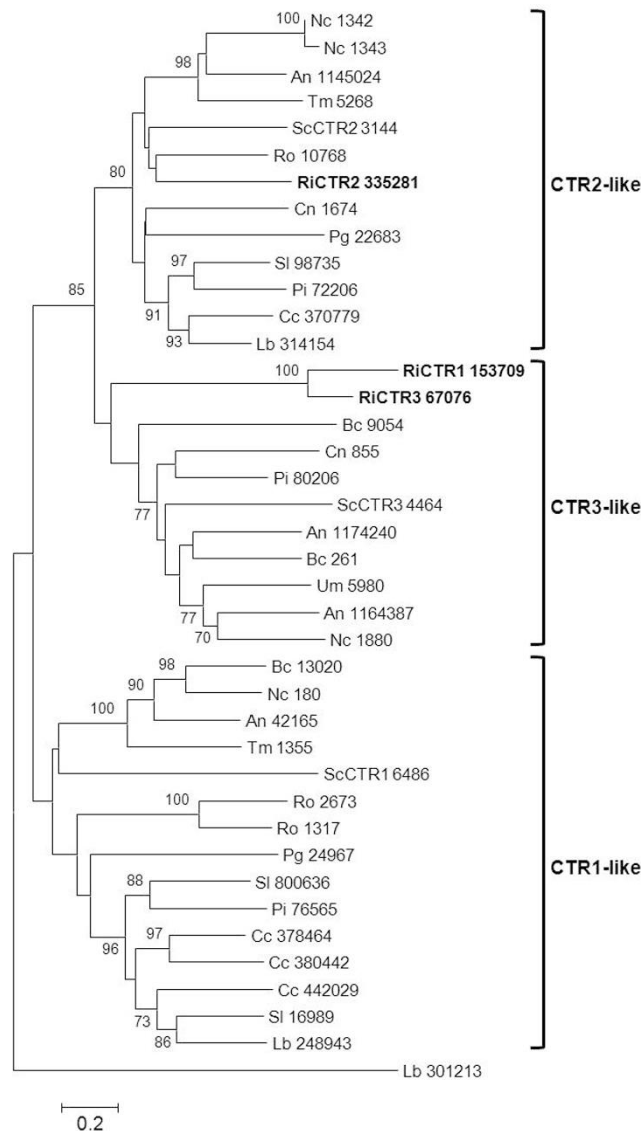 100
Nc 1342
Nc 1343
98
An 1145024
Tm 5268
ScCTR2 3144
Ro 10768
80
RiCTR2 335281
CTR2-like
Cn 1674
Pg 22683
97
Sl 98735
85
Pi 72206
91
Cc 370779
93
Lb 314154
100
RiCTR1 153709
RiCTR3 67076
Bc 9054
Cn 855
Pi 80206
77
ScCTR3 4464
CTR3-like
An 1174240
Bc 261
Um 5980
77
An 1164387
70
Nc 1880
98
Bc 13020
90
Nc 180
100
An 42165
Tm 1355
ScCTR1 6486
100
Ro 2673
Ro 1317
Pg 24967
CTR1-like
88
Sl 800636
Pi 76565
97
Cc 378464
96
Cc 380442
Cc 442029
73
Sl 16989
86
Lb 248943
Lb 301213
0.2